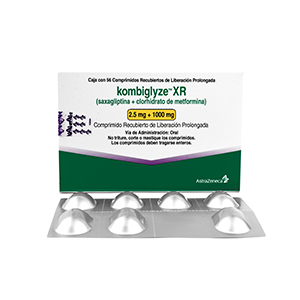 Caja con 56 Comprimidos Recubiertos de Liberación Prolongada
kombiglyze™ XR
(saxagliptina + clorhidrato de metformina)
2.5 mg + 1000 mg
Comprimido Recubierto de Liberación Prolongada
Vía de Administración: Oral
No triture, corte o mastique los comprimidos.
Los comprimidos deben tragarse enteros.
AstraZeneca